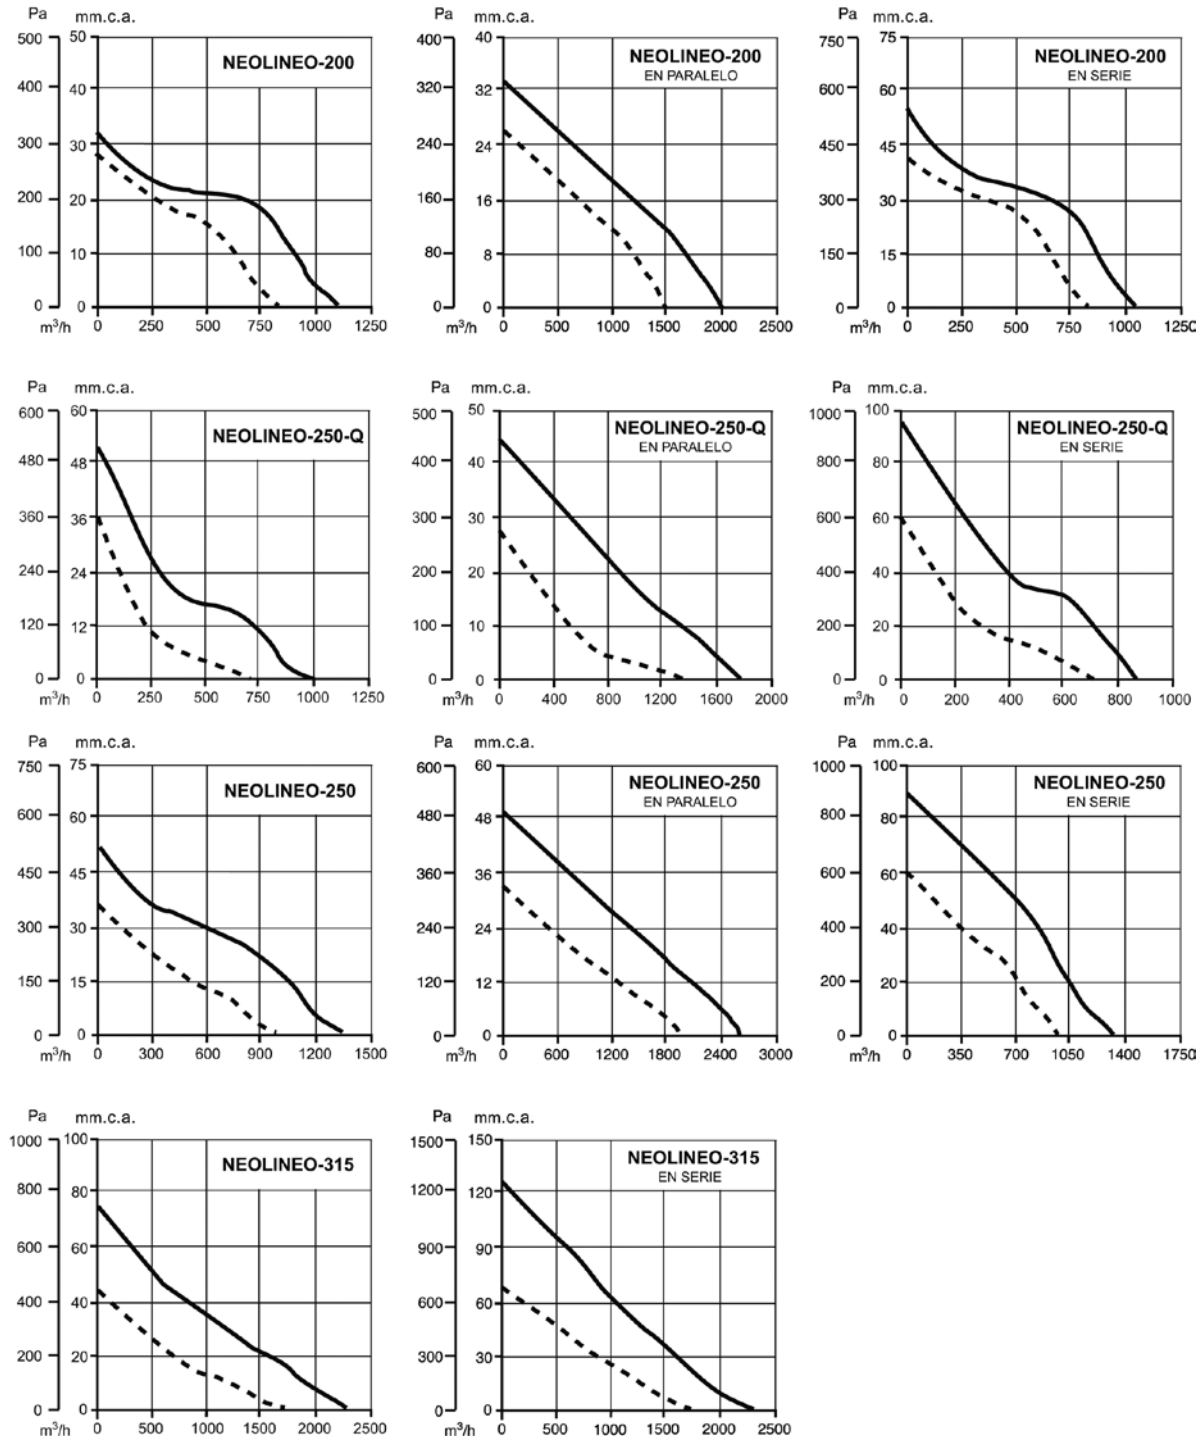 Pa mm.c.a.
500 50
NEOLINEO-200
400 40
300 30
200 20
100 10
0 0
m³/h 0 250 500 750 1000 1250
Pa mm.c.a.
400 40
NEOLINEO-200
EN PARALELO
320 32
240 24
160 16
80 8
0 0
m³/h 0 500 1000 1500 2000 2500
Pa mm.c.a.
750 75
NEOLINEO-200
EN SERIE
600 60
450 45
300 30
150 15
0 0
m³/h 0 250 500 750 1000 1250
Pa mm.c.a.
600 60
NEOLINEO-250-Q
480 48
360 36
240 24
120 12
0 0
m³/h 0 250 500 750 1000 1250
Pa mm.c.a.
500 50
NEOLINEO-250-Q
EN PARALELO
400 40
300 30
200 20
100 10
0 0
m³/h 0 400 800 1200 1600 2000
Pa mm.c.a.
1000 100
NEOLINEO-250-Q
EN SERIE
800 80
600 60
400 40
200 20
0 0
m³/h 0 200 400 600 800 1000
Pa mm.c.a.
750 75
NEOLINEO-250
600 60
450 45
300 30
150 15
0 0
m³/h 0 300 600 900 1200 1500
Pa mm.c.a.
600 60
NEOLINEO-250
EN PARALELO
480 48
360 36
240 24
120 12
0 0
m³/h 0 600 1200 1800 2400 3000
Pa mm.c.a.
1000 100
NEOLINEO-250
EN SERIE
800 80
600 60
400 40
200 20
0 0
m³/h 0 350 700 1050 1400 1750
Pa mm.c.a.
1000 100
NEOLINEO-315
800 80
600 60
400 40
200 20
0 0
m³/h 0 500 1000 1500 2000 2500
Pa mm.c.a.
1500 150
NEOLINEO-315
EN SERIE
1200 120
900 90
600 60
300 30
0 0
m³/h 0 500 1000 1500 2000 2500